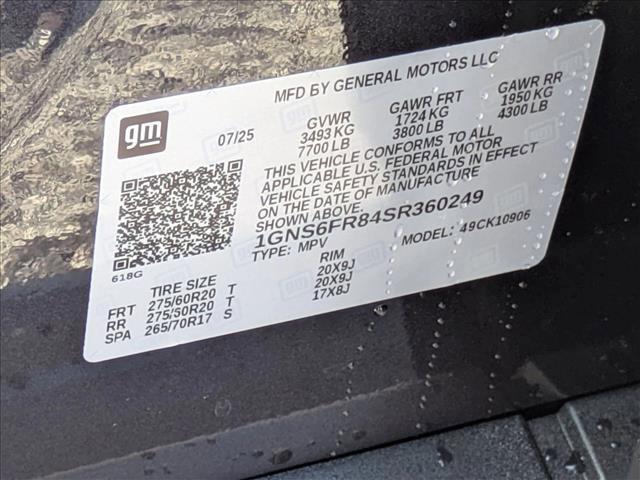 MFD BY GENERAL MOTORS LLC
gm
07/25
GVWR GAWR FRT GAWR RR
3493 KG 1724 KG 1950 KG
7700 LB 3800 LB 4300 LB
THIS VEHICLE CONFORMS TO ALL
APPLICABLE U.S. FEDERAL MOTOR
VEHICLE SAFETY STANDARDS IN EFFECT
ON THE DATE OF MANUFACTURE
SHOWN ABOVE.
1GNS6FR84SR360249
TYPE: MPV MODEL: 49CK10906
618G
TIRE SIZE RIM
FRT 275/60R20 T 20X9J
RR 275/60R20 T 20X9J
SPA 265/70R17 S 17X8J